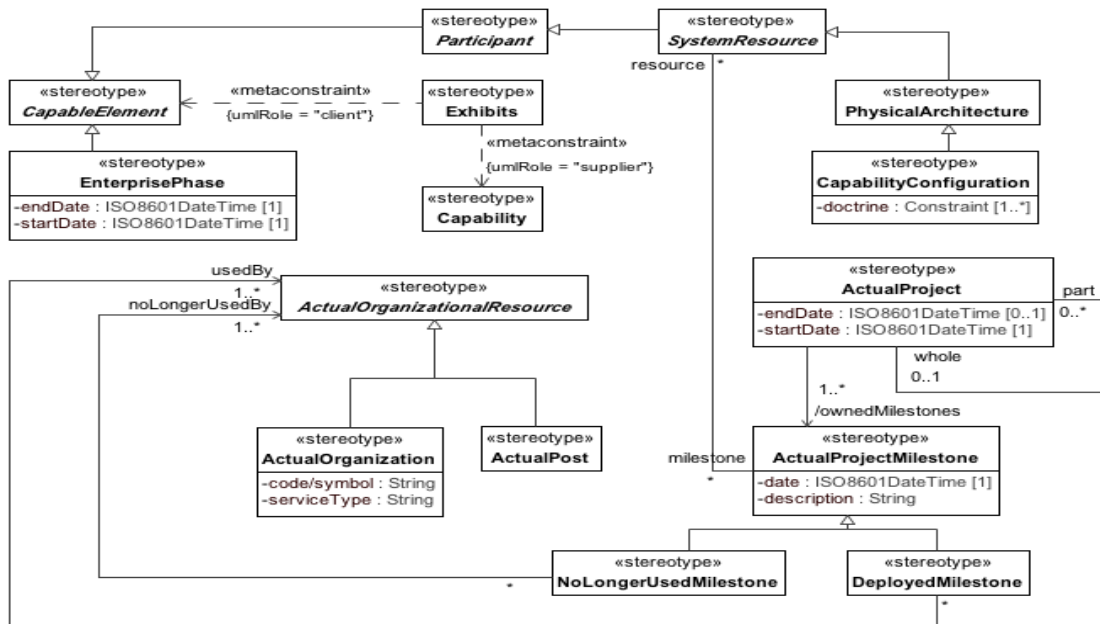 «stereotype»
Participant
«stereotype»
SystemResource
resource
*
«stereotype»
CapableElement
«metaconstraint»
{umlRole = "client"}
«stereotype»
Exhibits
«stereotype»
PhysicalArchitecture
«metaconstraint»
{umlRole = "supplier"}
«stereotype»
EnterprisePhase
-endDate : ISO8601DateTime [1]
-startDate : ISO8601DateTime [1]
«stereotype»
Capability
«stereotype»
CapabilityConfiguration
-doctrine : Constraint [1..*]
usedBy
1..*
noLongerUsedBy
1..*
«stereotype»
ActualOrganizationalResource
«stereotype»
ActualProject
-endDate : ISO8601DateTime [0..1]
-startDate : ISO8601DateTime [1]
part
0..*
whole
0..1
1..*
/ownedMilestones
«stereotype»
ActualOrganization
-code/symbol : String
-serviceType : String
«stereotype»
ActualPost
milestone
*
«stereotype»
ActualProjectMilestone
-date : ISO8601DateTime [1]
-description : String
«stereotype»
NoLongerUsedMilestone
*
«stereotype»
DeployedMilestone
*